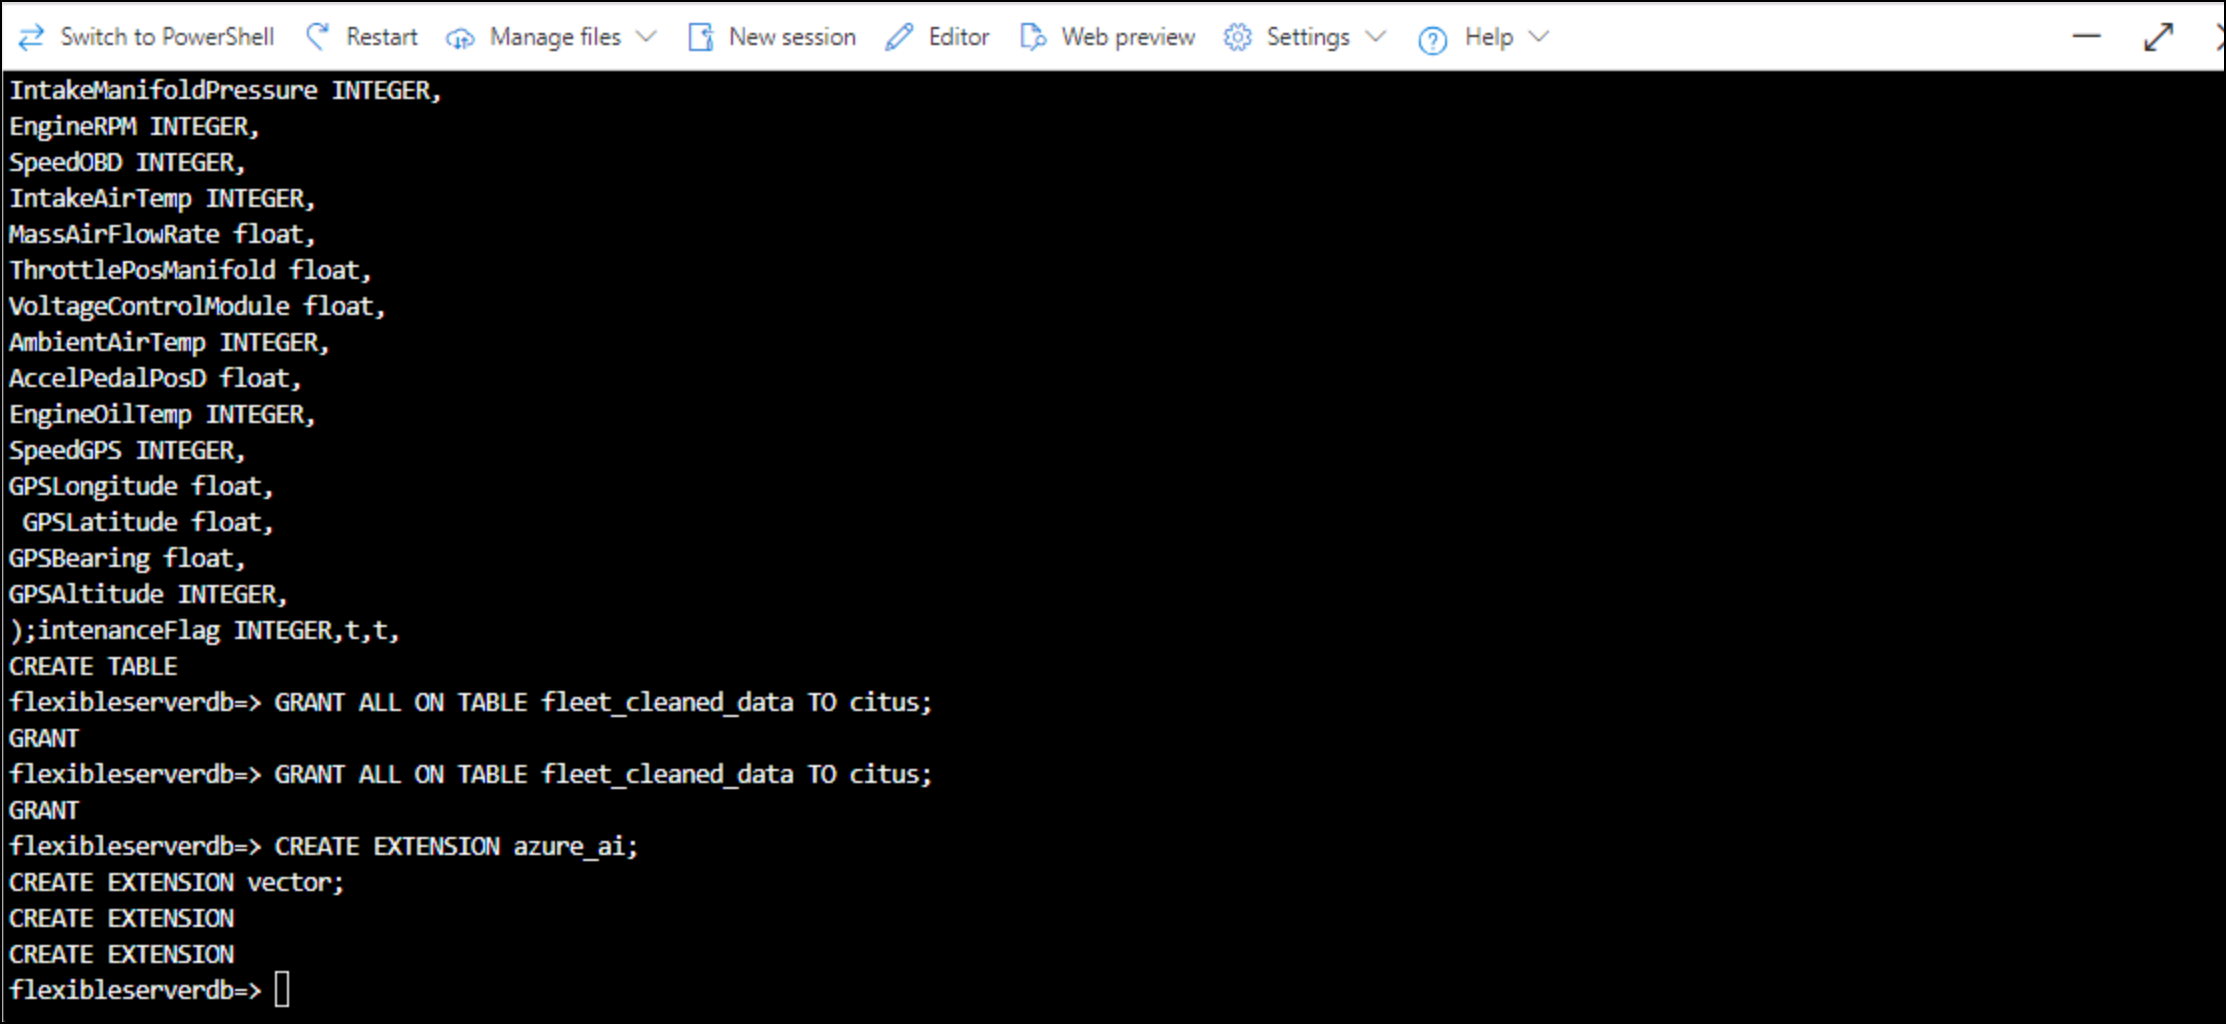 Switch to PowerShell Restart Manage files New session Editor Web preview Settings Help
IntakeManifoldPressure INTEGER,
EngineRPM INTEGER,
SpeedOBD INTEGER,
IntakeAirTemp INTEGER,
MassAirFlowRate float,
ThrottlePosManifold float,
VoltageControlModule float,
AmbientAirTemp INTEGER,
AccelPedalPosD float,
EngineOilTemp INTEGER,
SpeedGPS INTEGER,
GPSLongitude float,
 GPSLatitude float,
GPSBearing float,
GPSAltitude INTEGER,
);intenanceFlag INTEGER,t,t,
CREATE TABLE
flexibleserverdb=> GRANT ALL ON TABLE fleet_cleaned_data TO citus;
GRANT
flexibleserverdb=> GRANT ALL ON TABLE fleet_cleaned_data TO citus;
GRANT
flexibleserverdb=> CREATE EXTENSION azure_ai;
CREATE EXTENSION vector;
CREATE EXTENSION
CREATE EXTENSION
flexibleserverdb=>